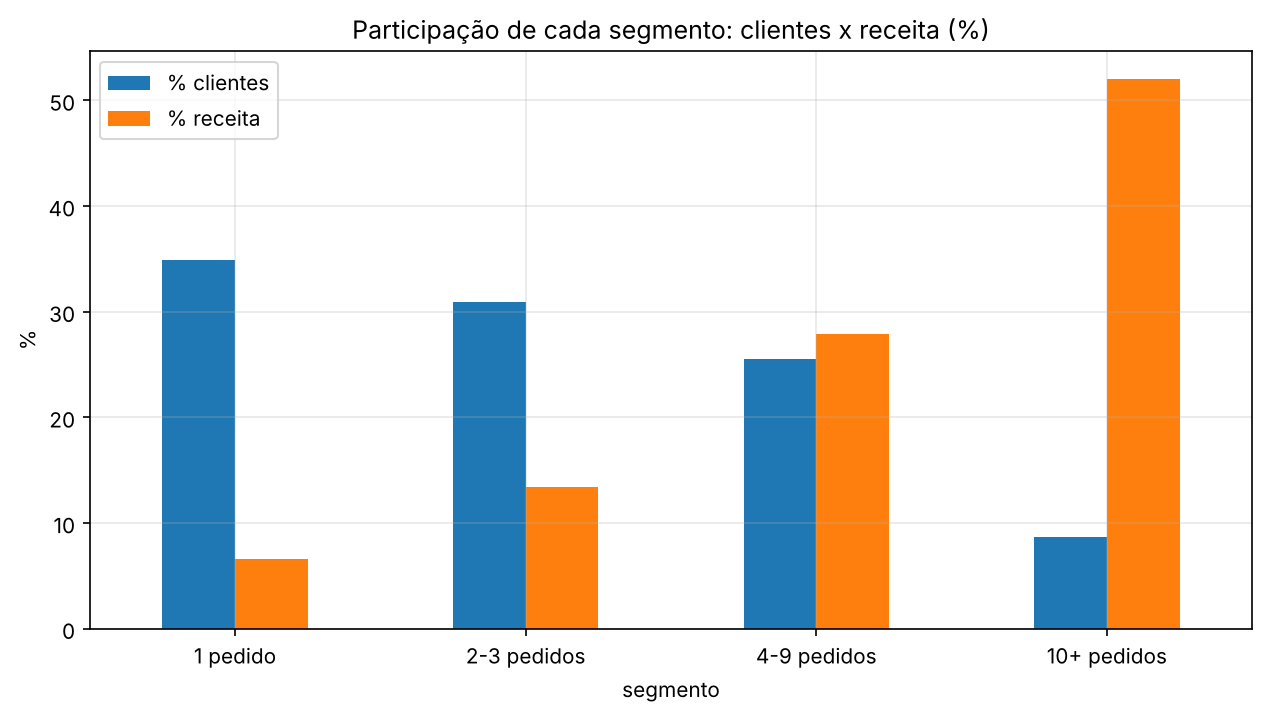 Participação de cada segmento: clientes x receita (%)
% clientes
% receita
50
40
30
20
10
0
%
1 pedido
2-3 pedidos
4-9 pedidos
10+ pedidos
segmento